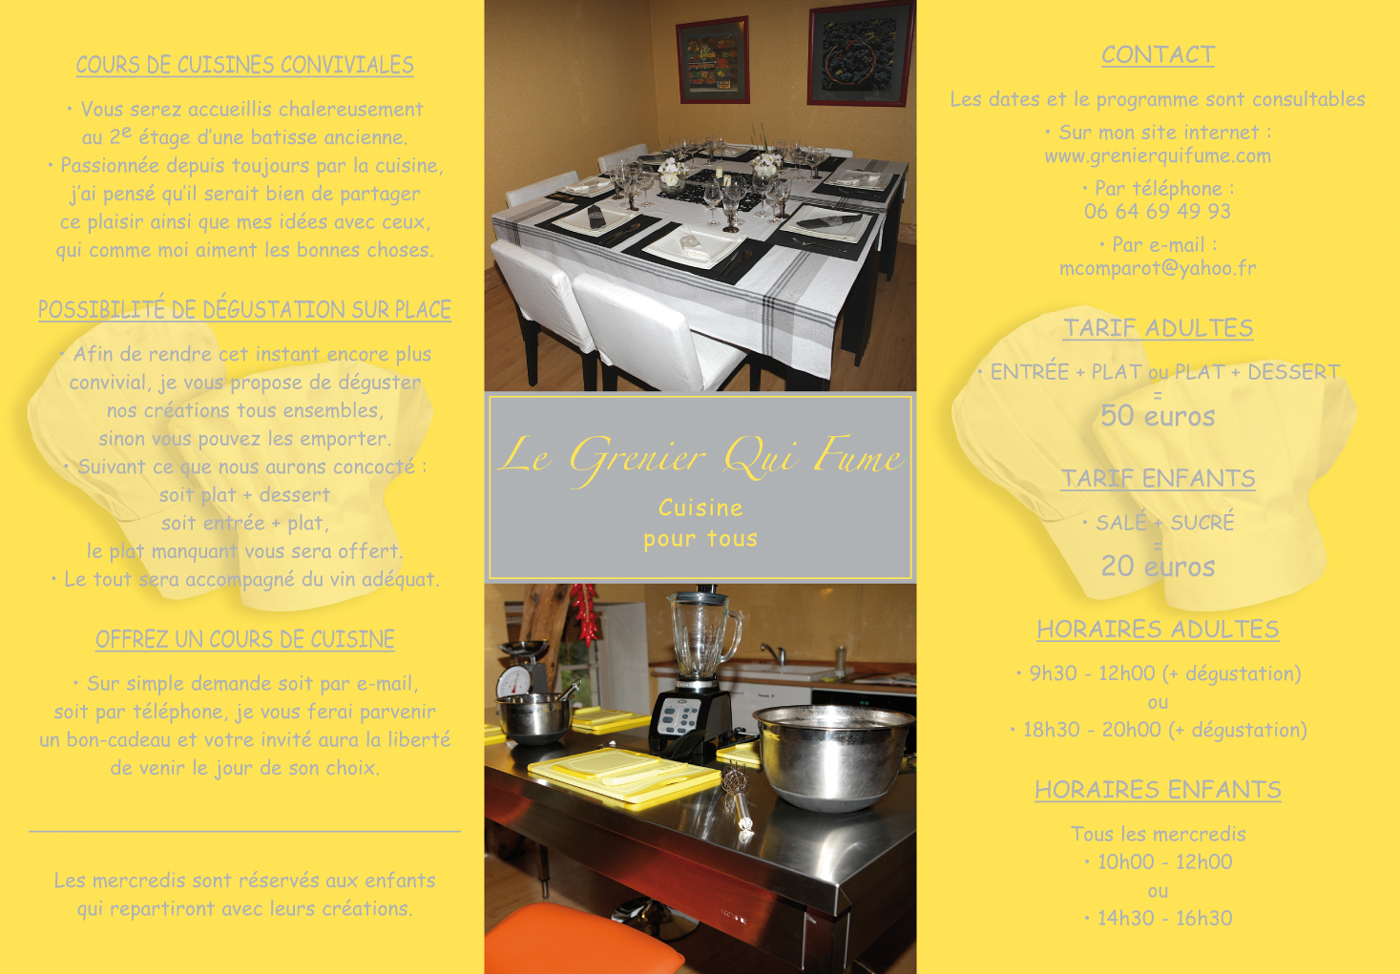 COURS DE CUISINES CONVIVIALES
• Vous serez accueillis chalereusement
au 2e étage d'une batisse ancienne.
• Passionnée depuis toujours par la cuisine,
j'ai pensé qu'il serait bien de partager
ce plaisir ainsi que mes idées avec ceux,
qui comme moi aiment les bonnes choses.
POSSIBILITÉ DE DÉGUSTATION SUR PLACE
• Afin de rendre cet instant encore plus
convivial, je vous propose de déguster
nos créations tous ensembles,
sinon vous pouvez les emporter.
• Suivant ce que nous aurons concocté :
soit plat + dessert
soit entrée + plat,
le plat manquant vous sera offert.
• Le tout sera accompagné du vin adéquat.
OFFREZ UN COURS DE CUISINE
• Sur simple demande soit par e-mail,
soit par téléphone, je vous ferai parvenir
un bon-cadeau et votre invité aura la liberté
de venir le jour de son choix.
Les mercredis sont réservés aux enfants
qui repartiront avec leurs créations.
Le Grenier Qui Fume
Cuisine
pour tous
CONTACT
Les dates et le programme sont consultables
• Sur mon site internet :
www.grenierquifume.com
• Par téléphone :
06 64 69 49 93
• Par e-mail :
mcomparot@yahoo.fr
TARIF ADULTES
• ENTRÉE + PLAT ou PLAT + DESSERT
=
50 euros
TARIF ENFANTS
• SALÉ + SUCRÉ
=
20 euros
HORAIRES ADULTES
• 9h30 - 12h00 (+ dégustation)
ou
• 18h30 - 20h00 (+ dégustation)
HORAIRES ENFANTS
Tous les mercredis
• 10h00 - 12h00
ou
• 14h30 - 16h30